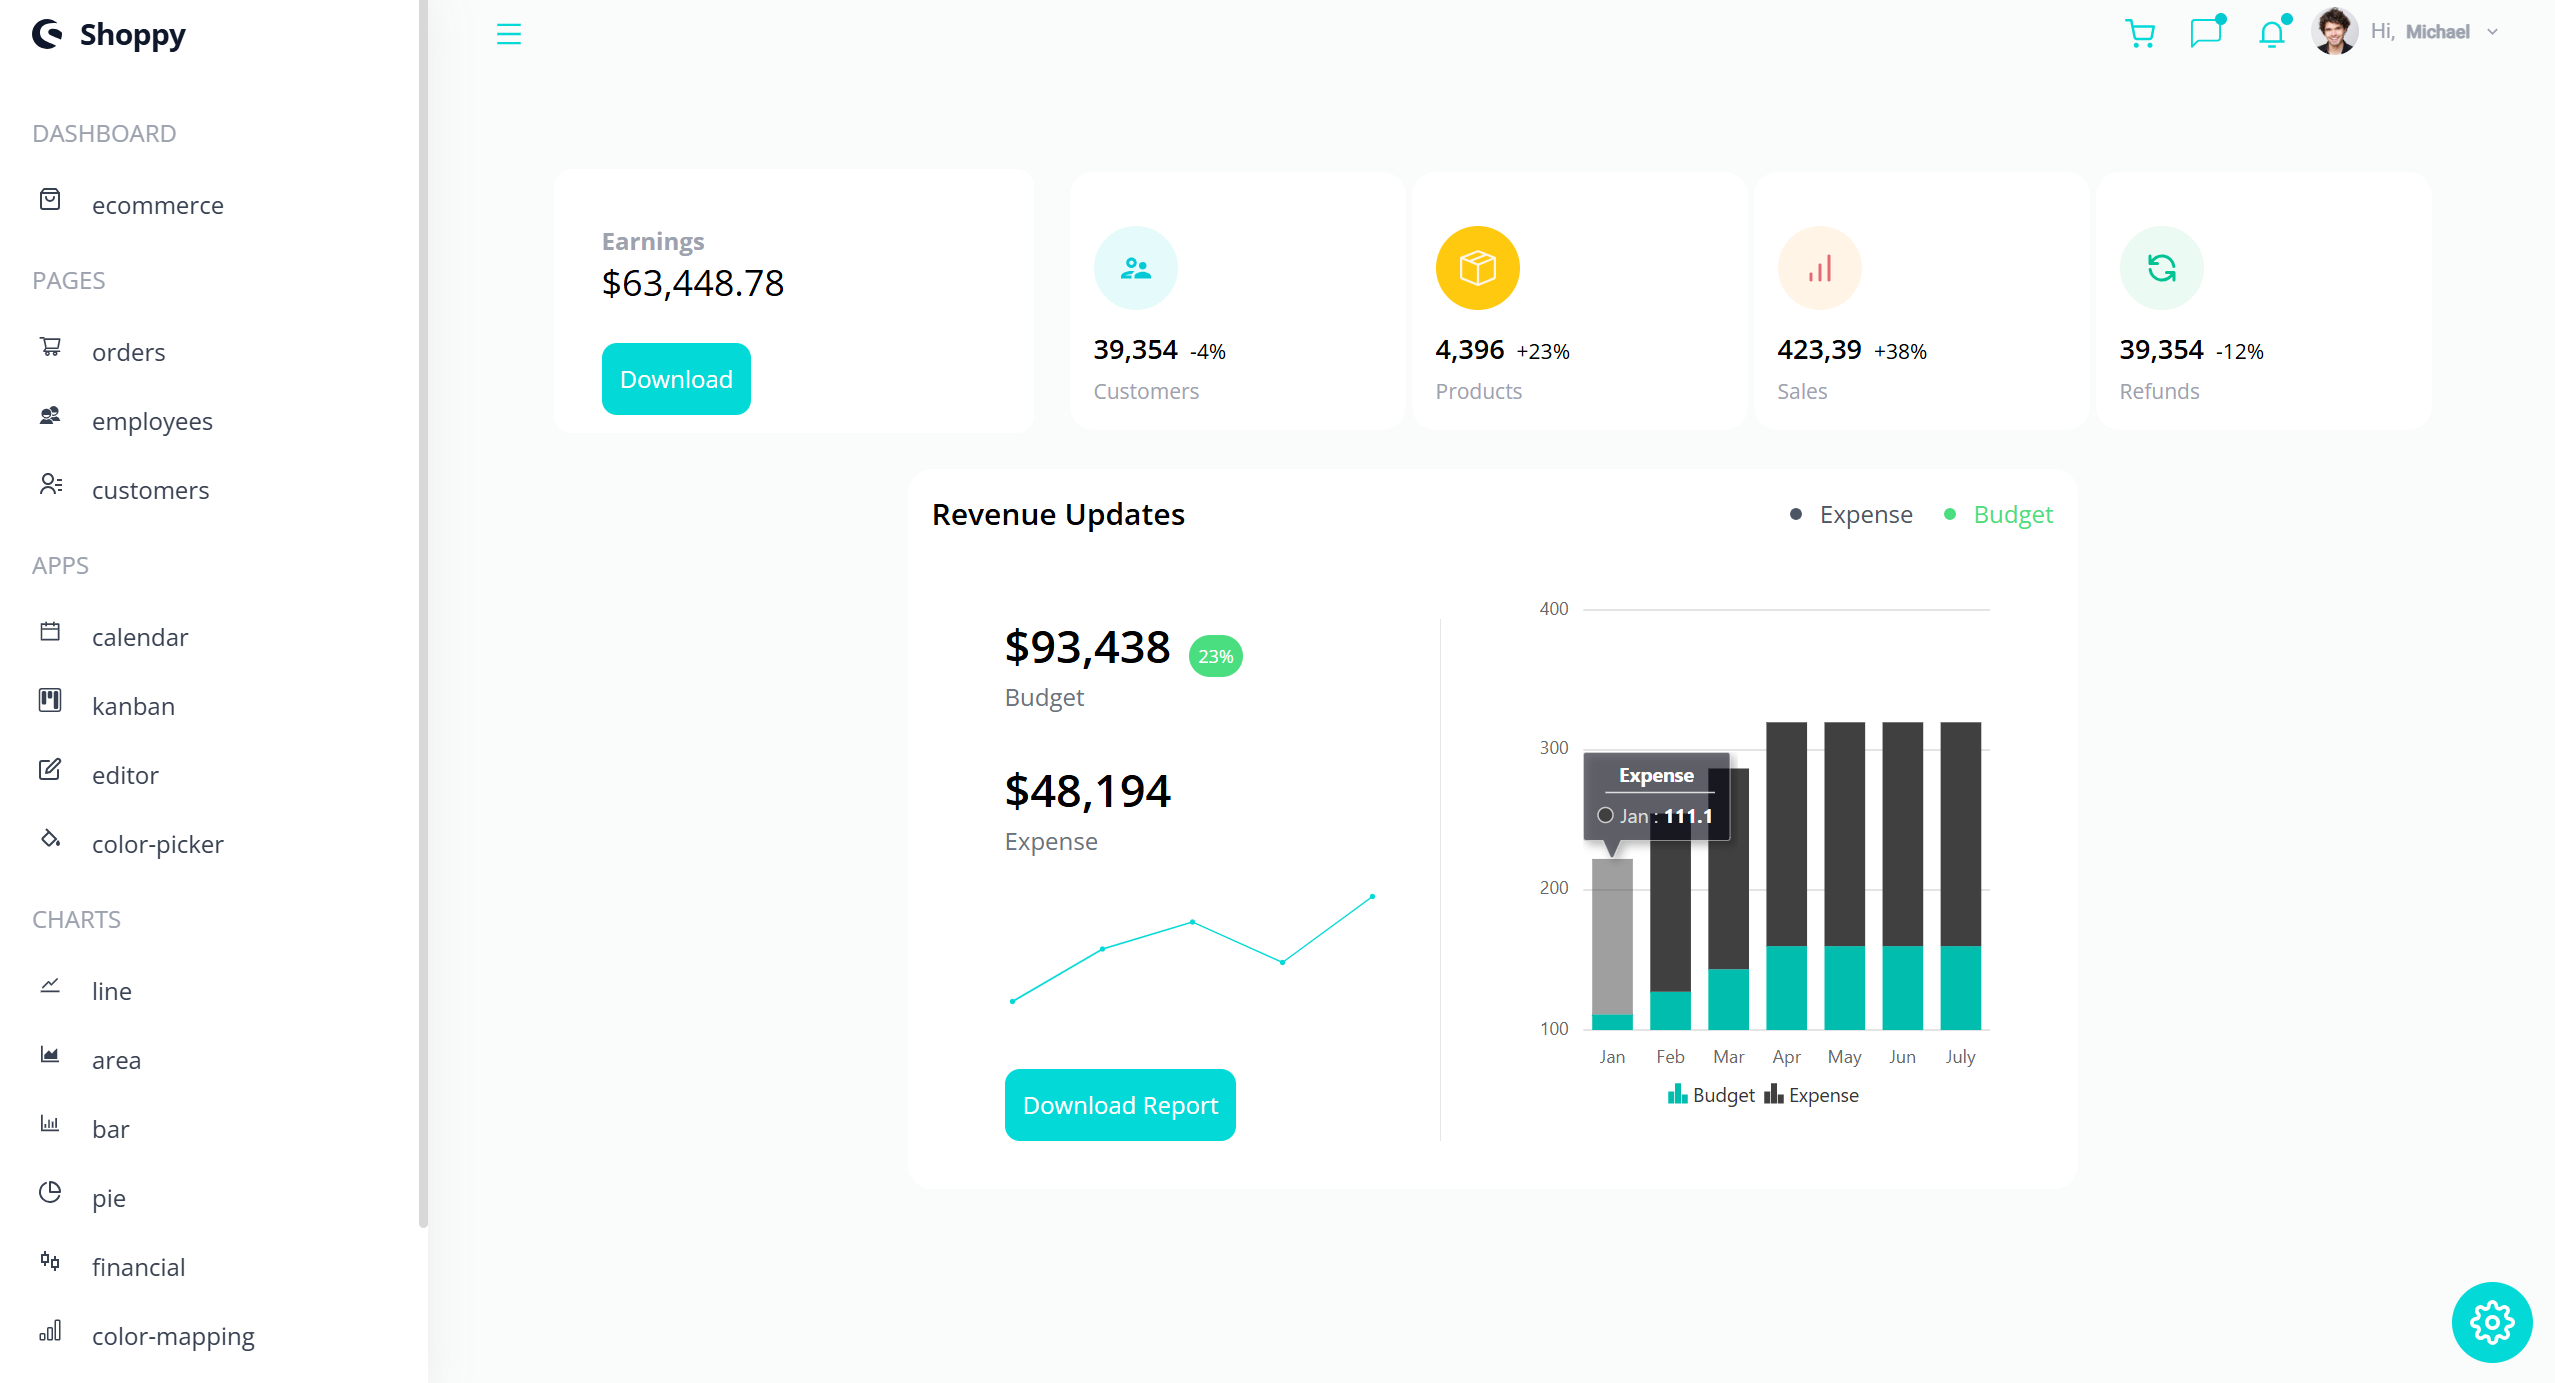 Shoppy
DASHBOARD
ecommerce
PAGES
orders
employees
customers
APPS
calendar
kanban
editor
color-picker
CHARTS
line
area
bar
pie
financial
color-mapping
Hi, Michael
Earnings
$63,448.78
Download
39,354 -4%
Customers
4,396 +23%
Products
423,39 +38%
Sales
39,354 -12%
Refunds
Revenue Updates
Expense
Budget
$93,438 23%
Budget
$48,194
Expense
Download Report
400
300
200
100
Expense
Jan : 111.1
Jan Feb Mar Apr May Jun July
Budget Expense